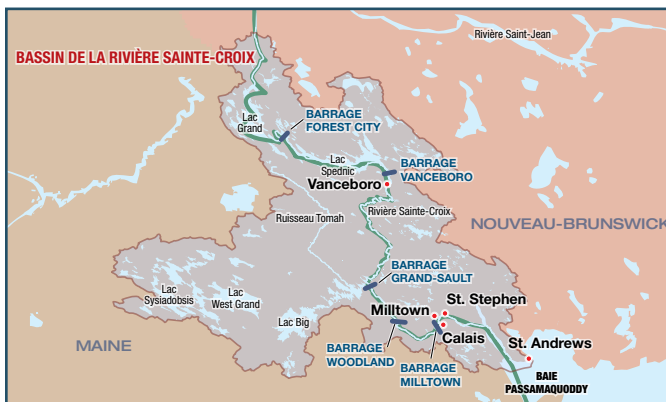 Rivière Saint-Jean
BASSIN DE LA RIVIÈRE SAINTE-CROIX
Lac
Grand
BARRAGE
FOREST CITY
Lac
Spednic
BARRAGE
VANCEBORO
Vanceboro
Rivière Sainte-Croix
Ruisseau Tomah
NOUVEAU-BRUNSWICK
BARRAGE
GRAND-SAULT
Lac
Sysiadobsis
Lac
West Grand
Lac Big
Milltown
St. Stephen
Calais
MAINE
BARRAGE
WOODLAND
BARRAGE
MILLTOWN
St. Andrews
BAIE
PASSAMAQUODDY